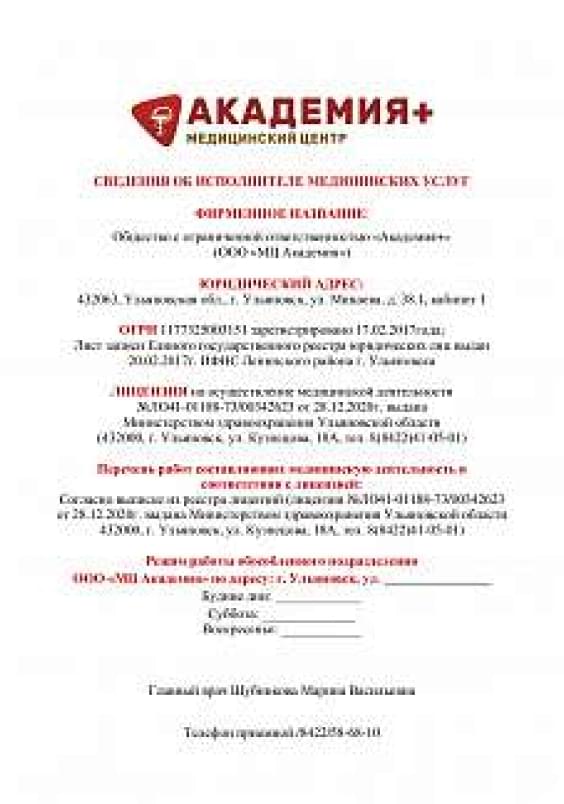 АКАДЕМИЯ+
МЕДИЦИНСКИЙ ЦЕНТР
СВЕДЕНИЯ ОБ ИСПОЛНИТЕЛЕ МЕДИЦИНСКИХ УСЛУГ
ФИРМЕННОЕ НАЗВАНИЕ:
Общество с ограниченной ответственностью «Академия+»
(ООО «МЦ Академия»)
ЮРИДИЧЕСКИЙ АДРЕС:
432063, Ульяновская обл., г. Ульяновск, ул. Минаева, д. 38.1, кабинет 1
ОГРН 1177325003151 зарегистрировано 17.02.2017года;
Лист записи Единого государственного реестра юридических лиц выдан
20.02.2017г. ИФНС Ленинского района г. Ульяновска
ЛИЦЕНЗИЯ на осуществление медицинской деятельности
№ЛО41-01188-73/00342623 от 28.12.2020г. выдана
Министерством здравоохранения Ульяновской области
(432000, г. Ульяновск, ул. Кузнецова, 18А, тел. 8(8422)41-05-01)
Перечень работ составляющих медицинскую деятельность в
соответствии с лицензией:
Согласно выписке из реестра лицензий (лицензия №ЛО41-01188-73/00342623
от 28.12.2020г. выдана Министерством здравоохранения Ульяновской области
432000, г. Ульяновск, ул. Кузнецова, 18А, тел. 8(8422)41-05-01)
Режим работы обособленного подразделения
ООО «МЦ Академия» по адресу: г. Ульяновск, ул. _______________
Будние дни: ____________
Суббота: _____________
Воскресенье: ___________
Главный врач Шубникова Марина Васильевна
Телефон приемной /8422/58-68-10